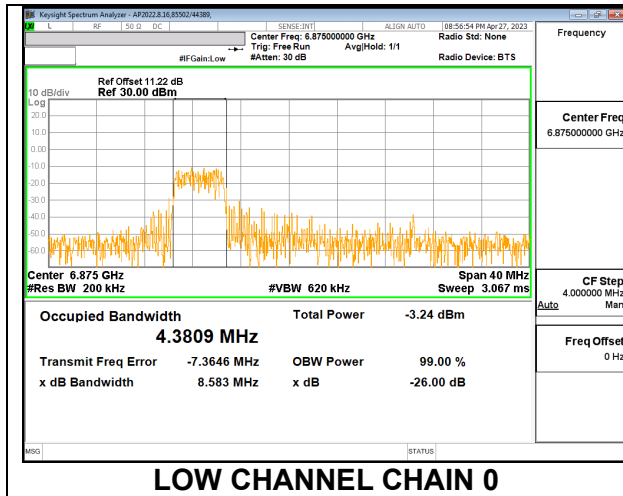 Keysight Spectrum Analyzer - AP2022.8.16,85502/44389,
L RF 50 Ω DC SENSE:INT ALIGN AUTO 08:56:54 PM Apr 27, 2023
Center Freq: 6.875000000 GHz Radio Std: None
Trig: Free Run Avg|Hold: 1/1
#IFGain:Low #Atten: 30 dB Radio Device: BTS
Frequency
Ref Offset 11.22 dB
10 dB/div Ref 30.00 dBm
Log
20.0
10.0
0.00
-10.0
-20.0
-30.0
-40.0
-50.0
-60.0
Center 6.875 GHz Span 40 MHz
#Res BW 200 kHz #VBW 620 kHz Sweep 3.067 ms
Center Freq
6.875000000 GHz
CF Step
4.000000 MHz
Auto Man
Freq Offset
0 Hz
Occupied Bandwidth Total Power -3.24 dBm
4.3809 MHz
Transmit Freq Error -7.3646 MHz OBW Power 99.00 %
x dB Bandwidth 8.583 MHz x dB -26.00 dB
MSG STATUS
LOW CHANNEL CHAIN 0